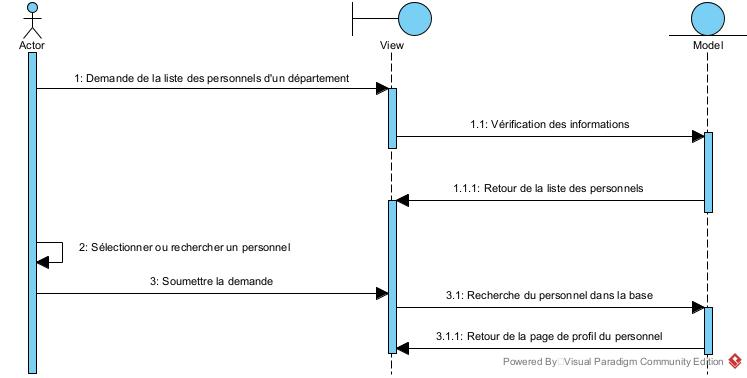 Actor
View
Model
1: Demande de la liste des personnels d'un département
1.1: Vérification des informations
1.1.1: Retour de la liste des personnels
2: Sélectionner ou rechercher un personnel
3: Soumettre la demande
3.1: Recherche du personnel dans la base
3.1.1: Retour de la page de profil du personnel
Powered By Visual Paradigm Community Edition